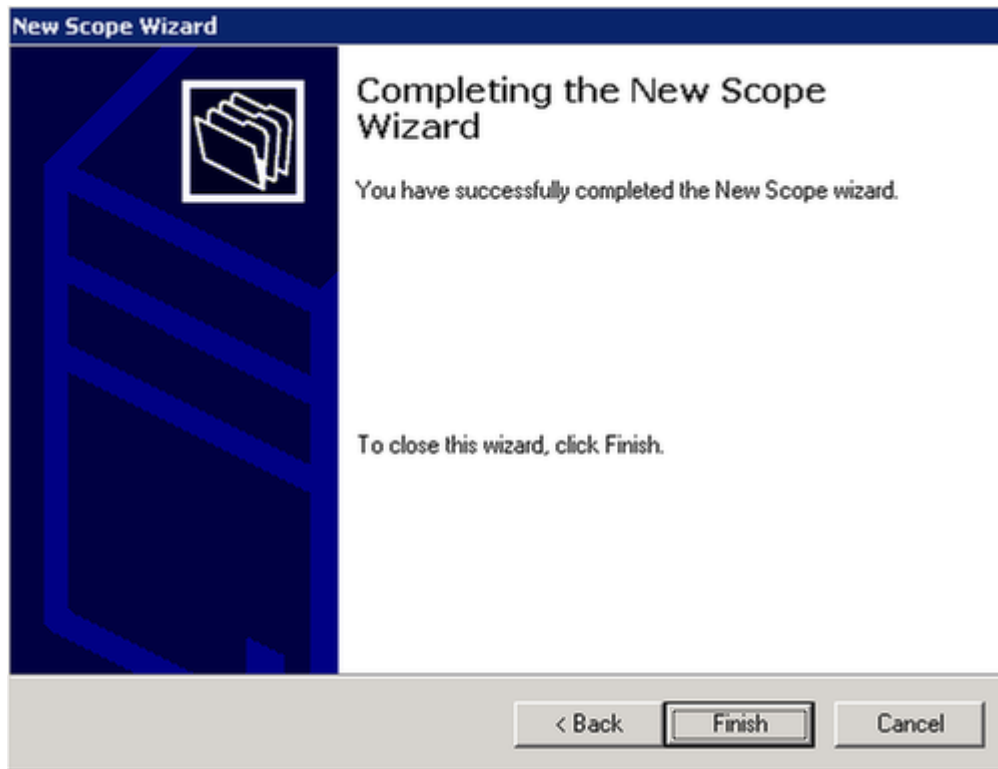 New Scope Wizard
Completing the New Scope
Wizard
You have successfully completed the New Scope wizard.
To close this wizard, click Finish.
< Back
Finish
Cancel